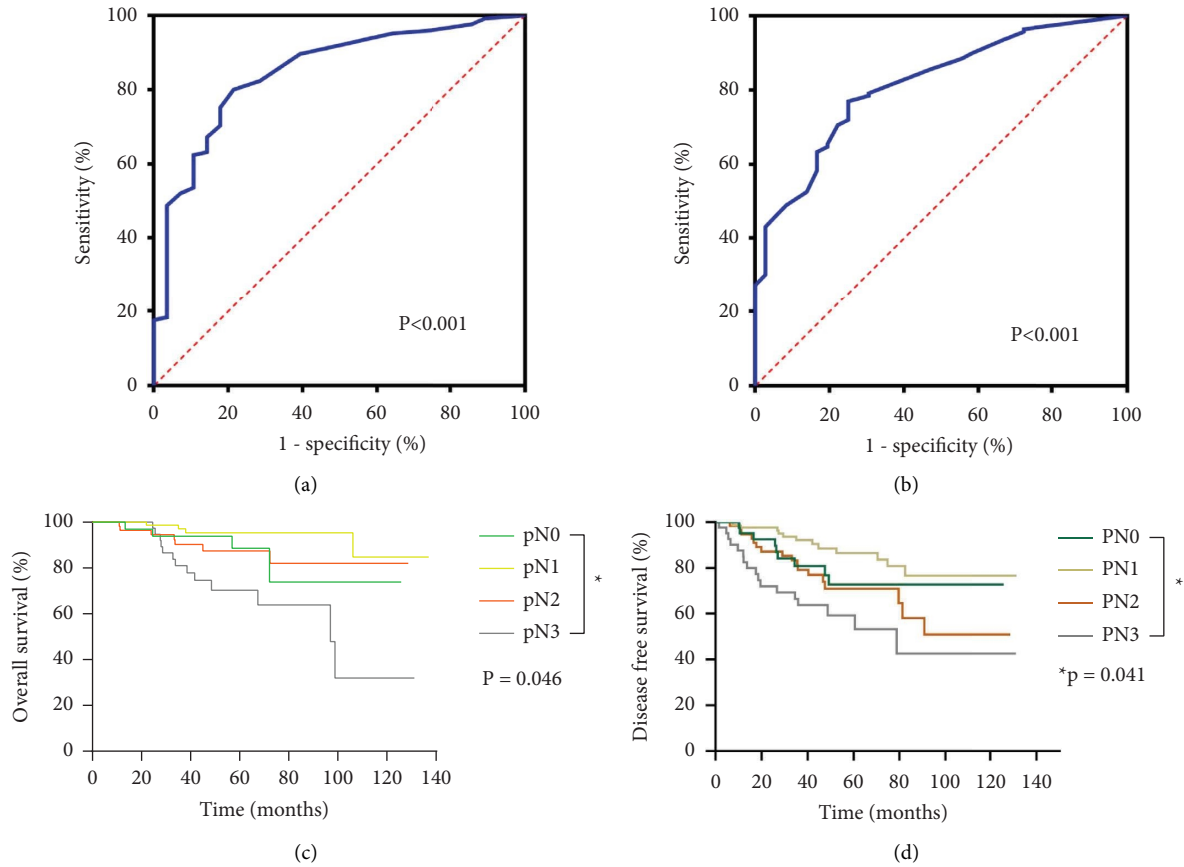 100
80
60
40
20
0
Sensitivity (%)
P<0.001
0 20 40 60 80 100
1 - specificity (%)
(a)
100
80
60
40
20
0
Sensitivity (%)
P<0.001
0 20 40 60 80 100
1 - specificity (%)
(b)
100
80
60
40
20
0
Overall survival (%)
pN0
pN1
pN2
pN3
*
P = 0.046
0 20 40 60 80 100 120 140
Time (months)
(c)
100
80
60
40
20
0
Disease free survival (%)
PN0
PN1
PN2
PN3
*
*p = 0.041
0 20 40 60 80 100 120 140
Time (months)
(d)